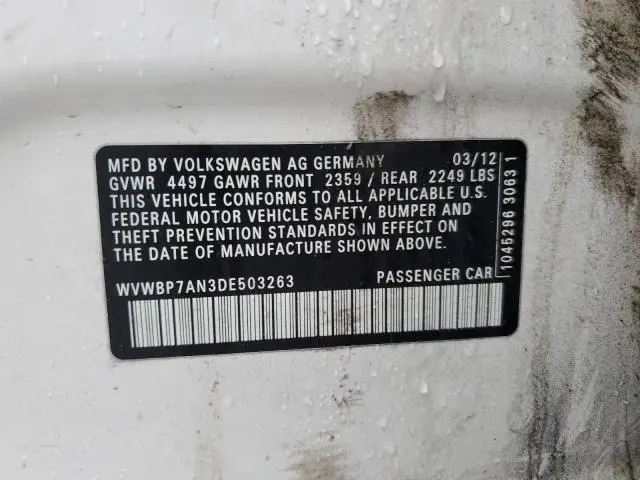 MFD BY VOLKSWAGEN AG GERMANY 03/12
GVWR 4497 GAWR FRONT 2359 / REAR 2249 LBS
THIS VEHICLE CONFORMS TO ALL APPLICABLE U.S.
FEDERAL MOTOR VEHICLE SAFETY, BUMPER AND
THEFT PREVENTION STANDARDS IN EFFECT ON
THE DATE OF MANUFACTURE SHOWN ABOVE.
WVWBP7AN3DE503263 PASSENGER CAR
1045296 3063 1